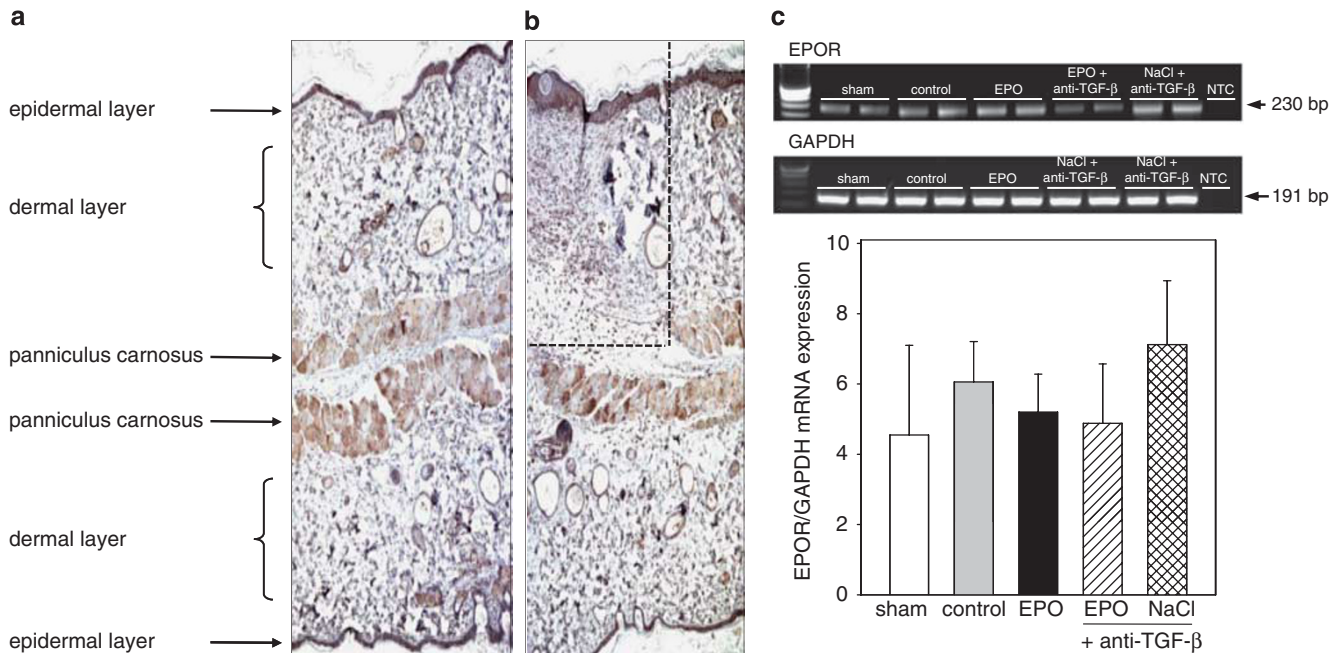 a
b
c
epidermal layer
dermal layer
panniculus carnosus
panniculus carnosus
dermal layer
epidermal layer
EPOR
sham
control
EPO
EPO +
anti-TGF-β
NaCl +
anti-TGF-β
NTC
230 bp
GAPDH
sham
control
EPO
NaCl +
anti-TGF-β
NaCl +
anti-TGF-β
NTC
191 bp
EPOR/GAPDH mRNA expression
10
8
6
4
2
0
sham
control
EPO
EPO
NaCl
+ anti-TGF-β